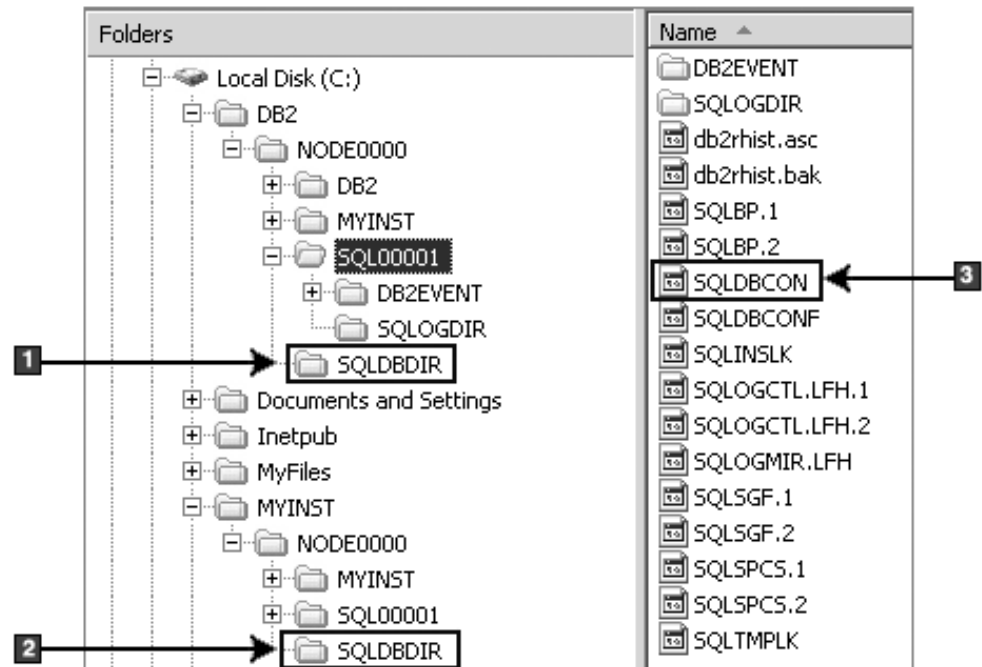 Folders
Local Disk (C:)
DB2
NODE0000
DB2
MYINST
SQL00001
DB2EVENT
SQLOGDIR
1
SQLDBDIR
Documents and Settings
Inetpub
MyFiles
MYINST
NODE0000
MYINST
SQL00001
2
SQLDBDIR
Name
DB2EVENT
SQLOGDIR
db2rhist.asc
db2rhist.bak
SQLBP.1
SQLBP.2
SQLDBCON
3
SQLDBCONF
SQLINSLK
SQLOGCTL.LFH.1
SQLOGCTL.LFH.2
SQLOGMIR.LFH
SQLSGF.1
SQLSGF.2
SQLSPCS.1
SQLSPCS.2
SQLTMPLK